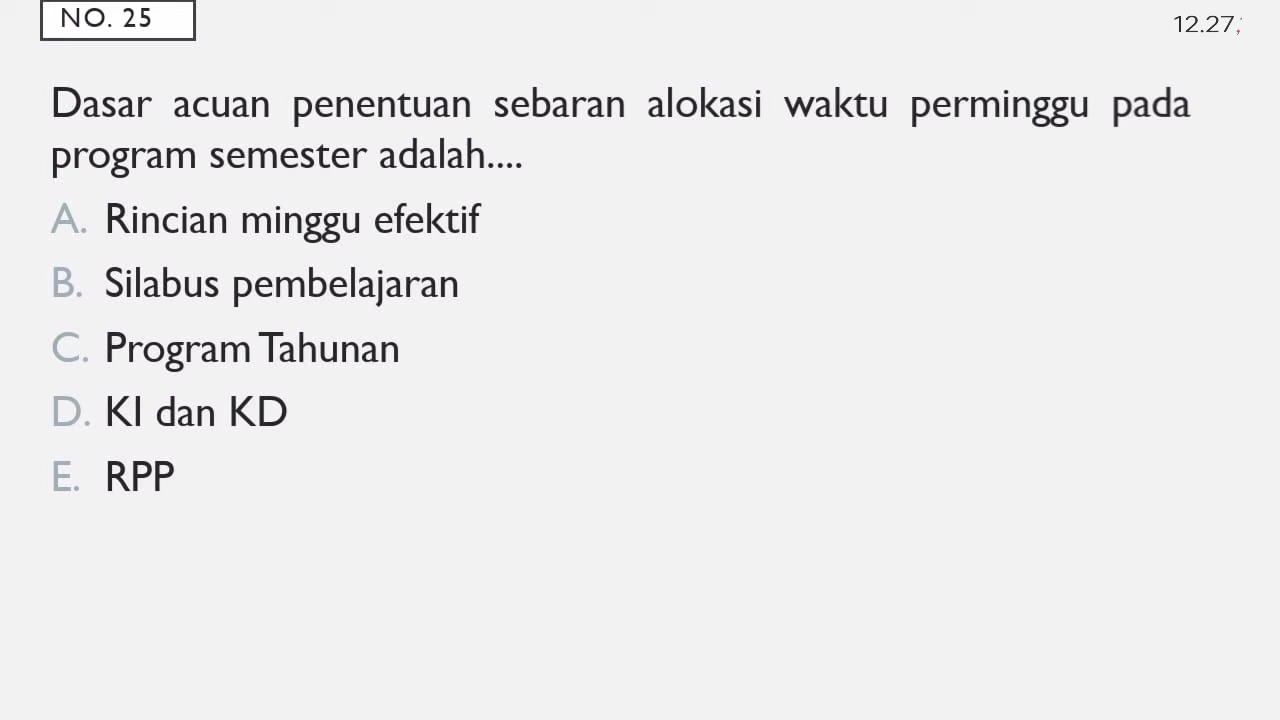 NO. 25
12.27,
Dasar acuan penentuan sebaran alokasi waktu perminggu pada
program semester adalah....
A. Rincian minggu efektif
B. Silabus pembelajaran
C. Program Tahunan
D. KI dan KD
E. RPP